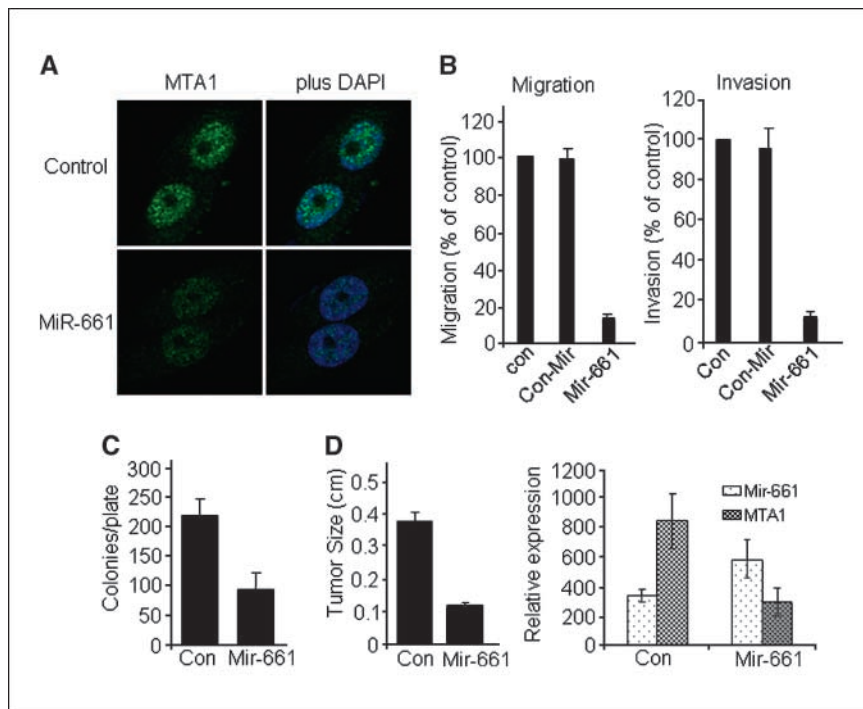 A
MTA1
plus DAPI
Control
MiR-661
B
Migration
Migration (% of control)
120
100
80
60
40
20
0
con
Con-Mir
Mir-661
Invasion
Invasion (% of control)
120
100
80
60
40
20
0
Con
Con-Mir
Mir-661
C
Colonies/plate
300
250
200
150
100
50
0
Con
Mir-661
D
Tumor Size (cm)
0.5
0.4
0.3
0.2
0.1
0
Con
Mir-661
Relative expression
1200
1000
800
600
400
200
0
Mir-661
MTA1
Con
Mir-661